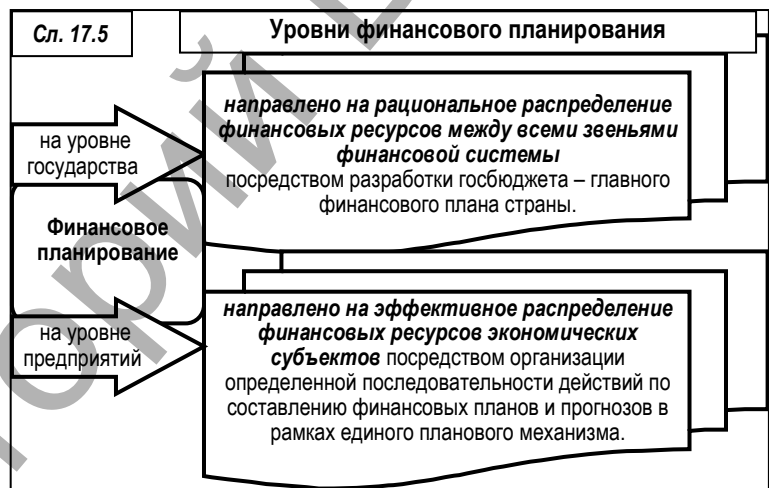 Сл. 17.5
Уровни финансового планирования
на уровне
государства
направлено на рациональное распределение
финансовых ресурсов между всеми звеньями
финансовой системы
посредством разработки госбюджета – главного
финансового плана страны.
Финансовое
планирование
на уровне
предприятий
направлено на эффективное распределение
финансовых ресурсов экономических
субъектов посредством организации
определенной последовательности действий по
составлению финансовых планов и прогнозов в
рамках единого планового механизма.